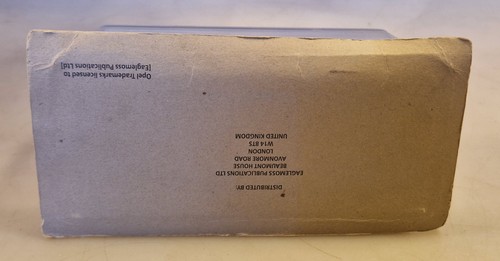 DISTRIBUTED BY:
EAGLEMOSS PUBLICATIONS LTD
BEAUMONT HOUSE
AVONMORE ROAD
LONDON
W14 8TS
UNITED KINGDOM
Opel Trademarks licensed to
[Eaglemoss Publications Ltd]